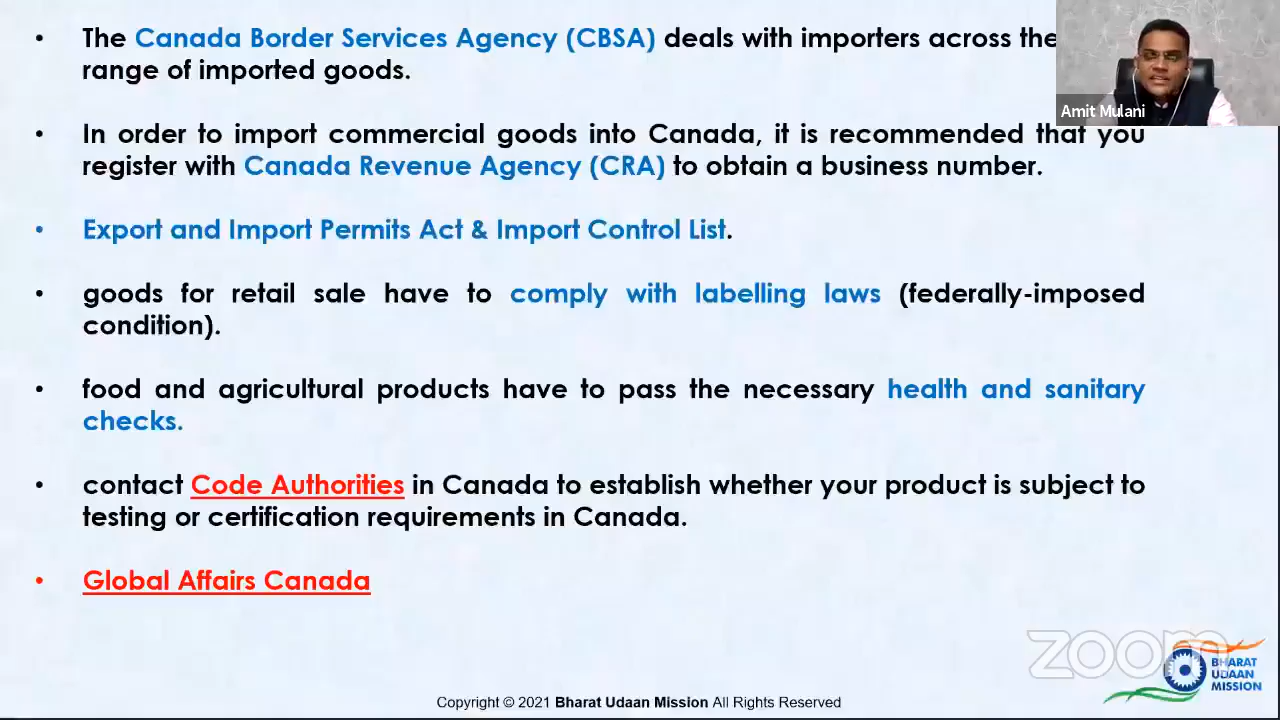 • The Canada Border Services Agency (CBSA) deals with importers across the
range of imported goods.
Amit Mulani
• In order to import commercial goods into Canada, it is recommended that you
register with Canada Revenue Agency (CRA) to obtain a business number.
• Export and Import Permits Act & Import Control List.
• goods for retail sale have to comply with labelling laws (federally-imposed
condition).
• food and agricultural products have to pass the necessary health and sanitary
checks.
• contact Code Authorities in Canada to establish whether your product is subject to
testing or certification requirements in Canada.
• Global Affairs Canada
zoom
BHARAT
UDAAN
MISSION
Copyright © 2021 Bharat Udaan Mission All Rights Reserved